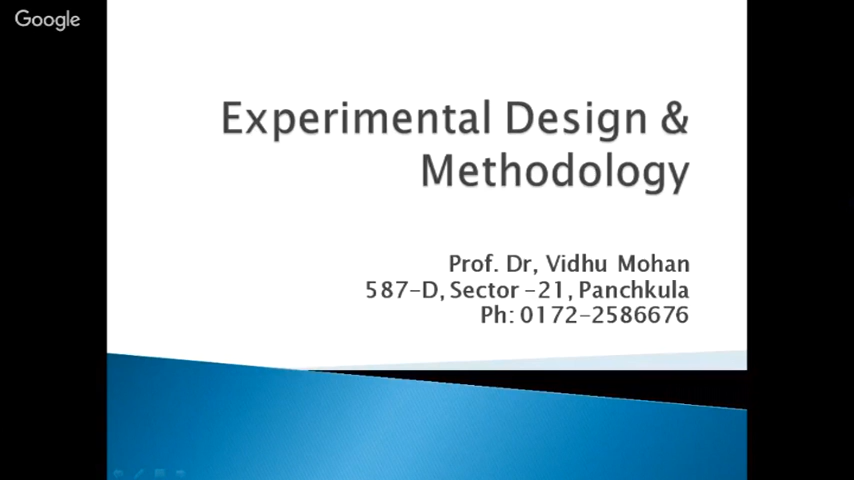 Google
Experimental Design &
Methodology
Prof. Dr, Vidhu Mohan
587-D, Sector -21, Panchkula
Ph: 0172-2586676